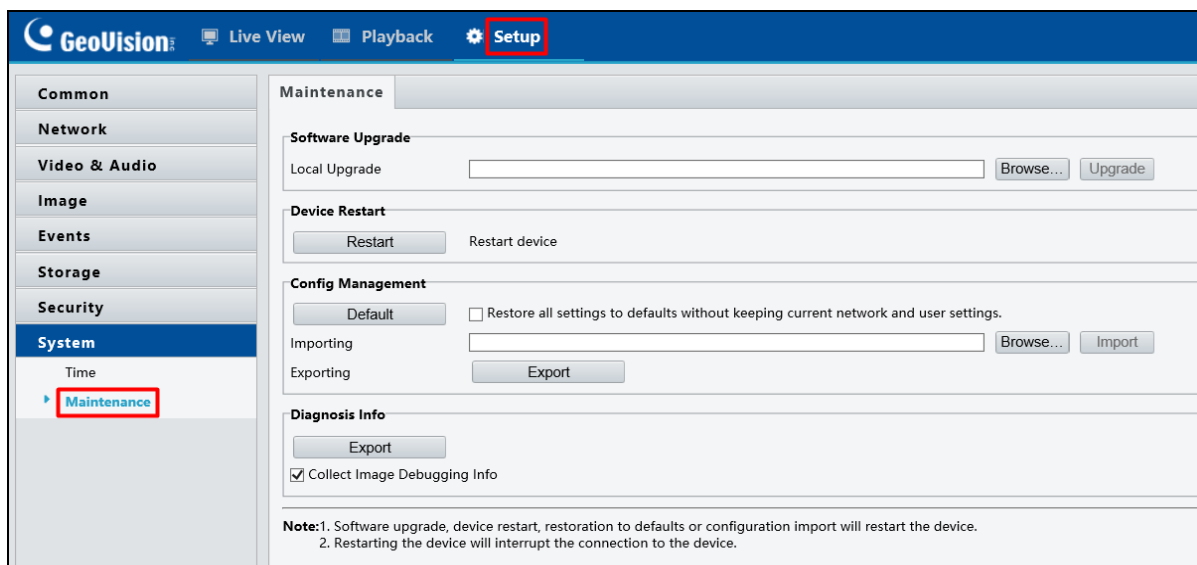 GeoVision Live View Playback Setup
Common
Network
Video & Audio
Image
Events
Storage
Security
System
Time
Maintenance
Maintenance
Software Upgrade
Local Upgrade Browse... Upgrade
Device Restart
Restart Restart device
Config Management
Default Restore all settings to defaults without keeping current network and user settings.
Importing Browse... Import
Exporting Export
Diagnosis Info
Export
Collect Image Debugging Info
Note:1. Software upgrade, device restart, restoration to defaults or configuration import will restart the device.
2. Restarting the device will interrupt the connection to the device.